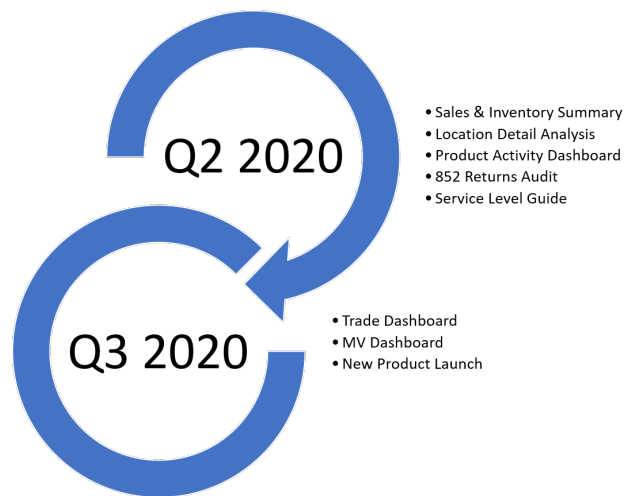 Q2 2020
• Sales & Inventory Summary
• Location Detail Analysis
• Product Activity Dashboard
• 852 Returns Audit
• Service Level Guide
Q3 2020
• Trade Dashboard
• MV Dashboard
• New Product Launch